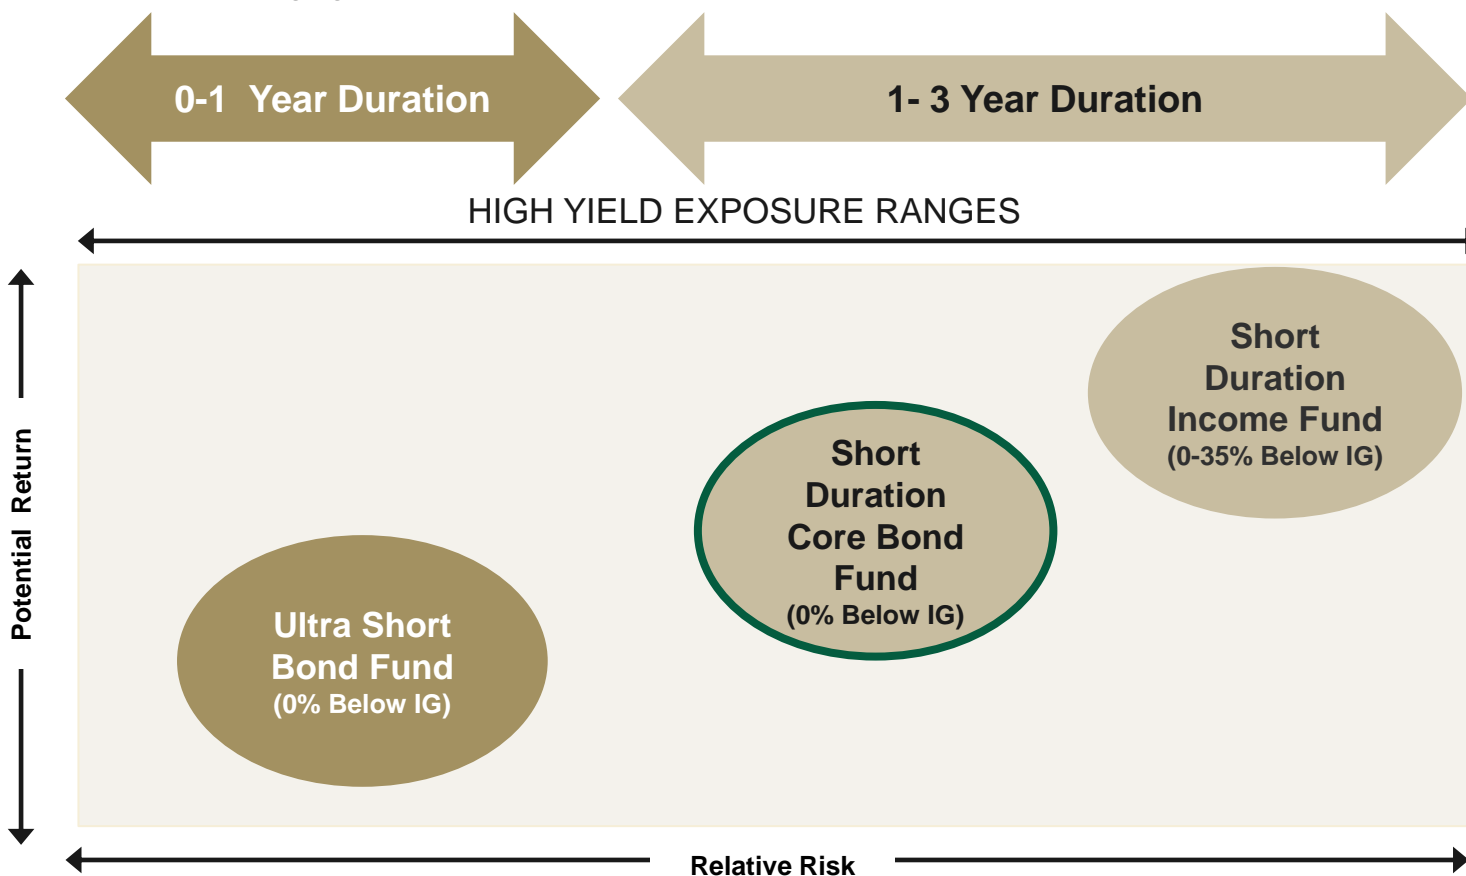 0-1 Year Duration
1- 3 Year Duration
HIGH YIELD EXPOSURE RANGES
Short
Duration
Income Fund
(0-35% Below IG)
Short
Duration
Core Bond
Fund
(0% Below IG)
Ultra Short
Bond Fund
(0% Below IG)
Potential Return
Relative Risk